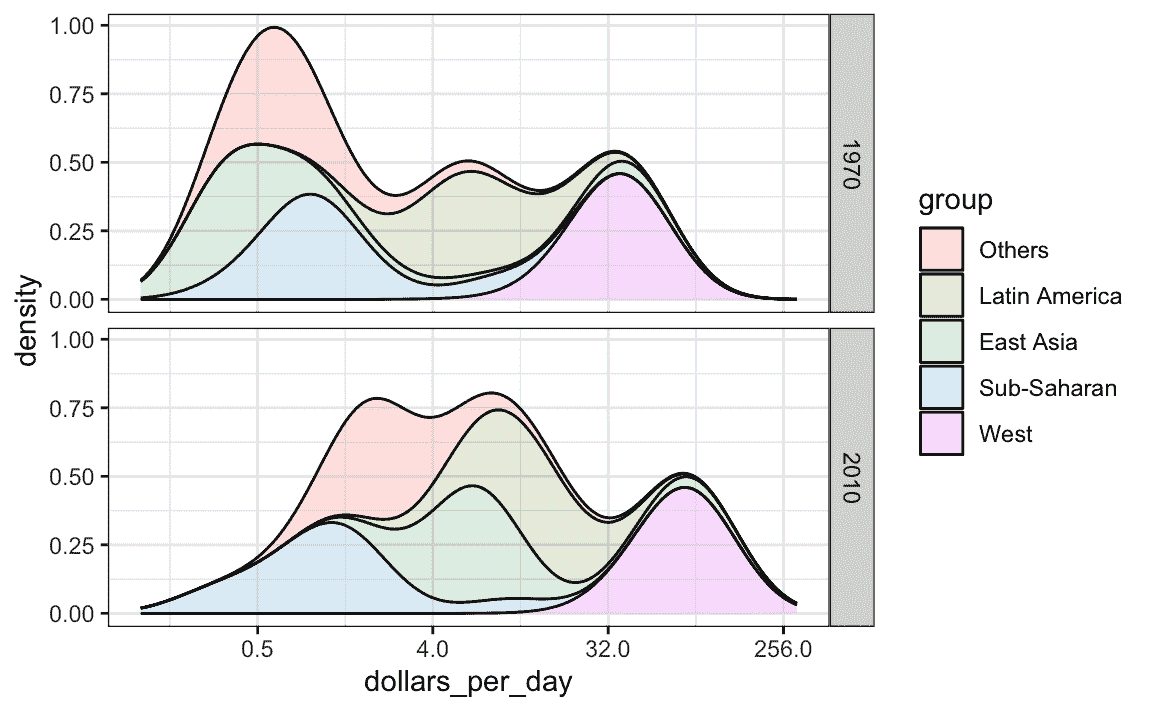 density
1.00
0.75
0.50
0.25
0.00
1970
1.00
0.75
0.50
0.25
0.00
2010
0.5
4.0
32.0
256.0
dollars_per_day
group
Others
Latin America
East Asia
Sub-Saharan
West